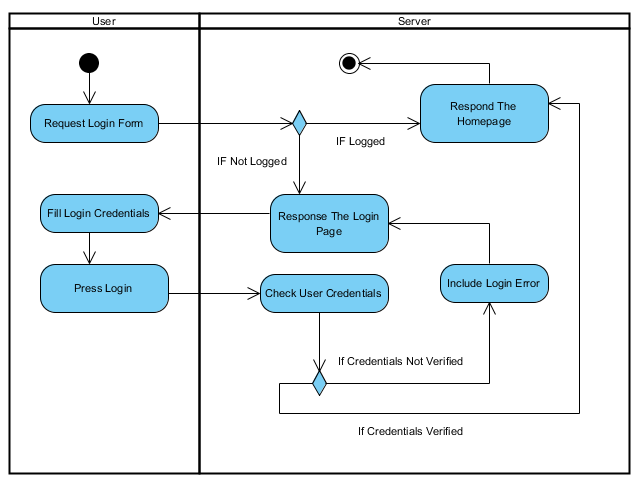 User
Server
Respond The
Homepage
Request Login Form
IF Logged
IF Not Logged
Fill Login Credentials
Response The Login
Page
Press Login
Check User Credentials
Include Login Error
If Credentials Not Verified
If Credentials Verified